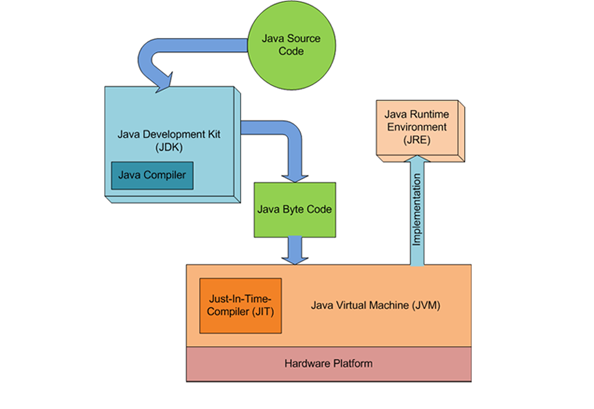 Java Source
Code
Java Development Kit
(JDK)
Java Compiler
Java Runtime
Environment
(JRE)
Java Byte Code
Implementation
Just-In-Time-
Compiler (JIT)
Java Virtual Machine (JVM)
Hardware Platform